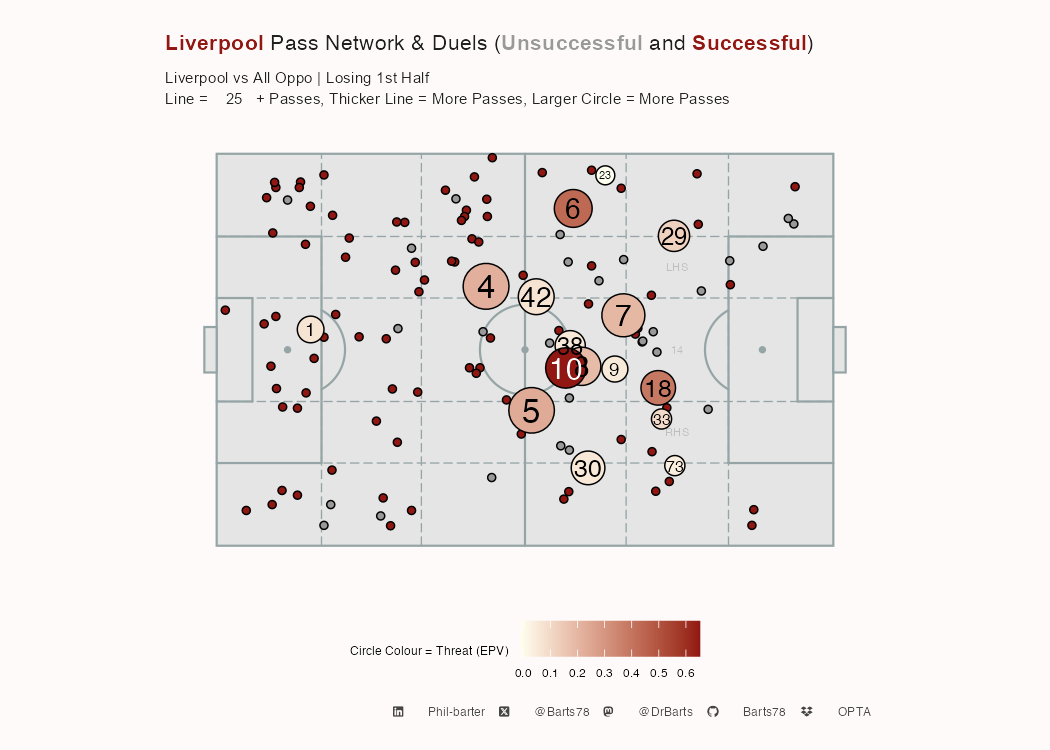 Liverpool Pass Network & Duels (Unsuccessful and Successful)
Liverpool vs All Oppo | Losing 1st Half
Line = 25 + Passes, Thicker Line = More Passes, Larger Circle = More Passes
23
6
29
LHS
4
42
7
1
38
14
10
9
18
5
33
RHS
73
30
Circle Colour = Threat (EPV)
0.0 0.1 0.2 0.3 0.4 0.5 0.6
Phil-barter @Barts78 @DrBarts Barts78 OPTA